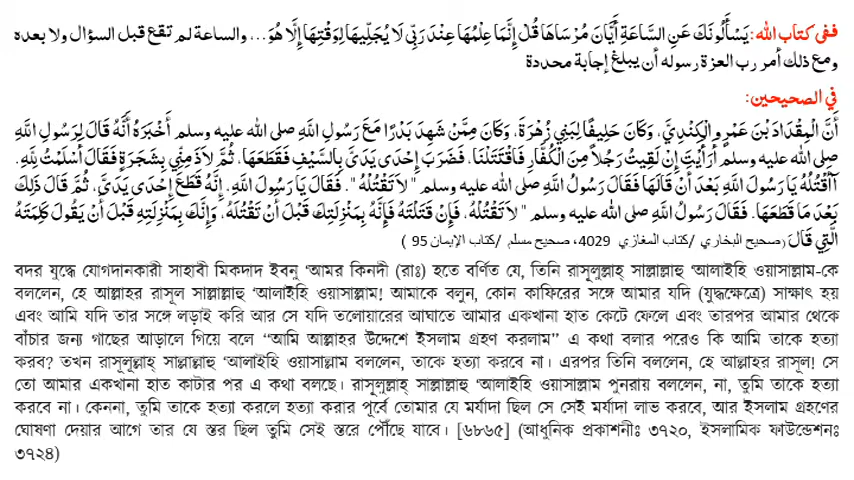 ففى كتاب الله: يَسْأَلُونَكَ عَنِ السَّاعَةِ أَيَّانَ مُرْسَاهَا قُلْ إِنَّمَا عِلْمُهَا عِنْدَ رَبِّي لَا يُجَلِّيهَا لِوَقْتِهَا إِلَّا هُوَ... والساعة لم تقع قبل السؤال ولا بعده
ومع ذلك أمر رب العزة رسوله أن يبلغ إجابة محددة
في الصحيحين:
أَنَّ الْمِقْدَادَ بْنَ عَمْرٍو الْكِنْدِيَّ، وَكَانَ حَلِيفًا لِبَنِي زُهْرَةَ، وَكَانَ مِمَّنْ شَهِدَ بَدْرًا مَعَ رَسُولِ اللَّهِ صلى الله عليه وسلم أَخْبَرَهُ أَنَّهُ قَالَ لِرَسُولِ اللَّهِ
صلى الله عليه وسلم أَرَأَيْتَ إِنْ لَقِيتُ رَجُلاً مِنَ الْكُفَّارِ فَاقْتَتَلْنَا، فَضَرَبَ إِحْدَى يَدَىَّ بِالسَّيْفِ فَقَطَعَهَا، ثُمَّ لاَذَ مِنِّي بِشَجَرَةٍ فَقَالَ أَسْلَمْتُ لِلَّهِ.
آأَقْتُلُهُ يَا رَسُولَ اللَّهِ بَعْدَ أَنْ قَالَهَا فَقَالَ رَسُولُ اللَّهِ صلى الله عليه وسلم " لاَ تَقْتُلْهُ ". فَقَالَ يَا رَسُولَ اللَّهِ، إِنَّهُ قَطَعَ إِحْدَى يَدَىَّ، ثُمَّ قَالَ ذَلِكَ
بَعْدَ مَا قَطَعَهَا. فَقَالَ رَسُولُ اللَّهِ صلى الله عليه وسلم " لاَ تَقْتُلْهُ، فَإِنْ قَتَلْتَهُ فَإِنَّهُ بِمَنْزِلَتِكَ قَبْلَ أَنْ تَقْتُلَهُ، وَإِنَّكَ بِمَنْزِلَتِهِ قَبْلَ أَنْ يَقُولَ كَلِمَتَهُ
الَّتِي قَالَ (صحيح البخاري /كتاب المغازي 4029، صحيح مسلم /كتاب الإيمان 95 )
বদর যুদ্ধে যোগদানকারী সাহাবী মিকদাদ ইবনু ‘আমর কিনদী (রাঃ) হতে বর্ণিত যে, তিনি রাসূলুল্লাহ্ সাল্লাল্লাহু ‘আলাইহি ওয়াসাল্লাম-কে
বললেন, হে আল্লাহর রাসূল সাল্লাল্লাহু ‘আলাইহি ওয়াসাল্লাম! আমাকে বলুন, কোন কাফিরের সঙ্গে আমার যদি (যুদ্ধক্ষেত্রে) সাক্ষাৎ হয়
এবং আমি যদি তার সঙ্গে লড়াই করি আর সে যদি তলোয়ারের আঘাতে আমার একখানা হাত কেটে ফেলে এবং তারপর আমার থেকে
বাঁচার জন্য গাছের আড়ালে গিয়ে বলে “আমি আল্লাহর উদ্দেশে ইসলাম গ্রহণ করলাম” এ কথা বলার পরেও কি আমি তাকে হত্যা
করব? তখন রাসূলুল্লাহ্ সাল্লাল্লাহু ‘আলাইহি ওয়াসাল্লাম বললেন, তাকে হত্যা করবে না। এরপর তিনি বললেন, হে আল্লাহর রাসূল! সে
তো আমার একখানা হাত কাটার পর এ কথা বলছে। রাসূলুল্লাহ্ সাল্লাল্লাহু ‘আলাইহি ওয়াসাল্লাম পুনরায় বললেন, না, তুমি তাকে হত্যা
করবে না। কেননা, তুমি তাকে হত্যা করলে হত্যা করার পূর্বে তোমার যে মর্যাদা ছিল সে সেই মর্যাদা লাভ করবে, আর ইসলাম গ্রহণের
ঘোষণা দেয়ার আগে তার যে স্তর ছিল তুমি সেই স্তরে পৌঁছে যাবে। [৬৮৬৫] (আধুনিক প্রকাশনীঃ ৩৭২০, ইসলামিক ফাউন্ডেশনঃ
৩৭২৪)